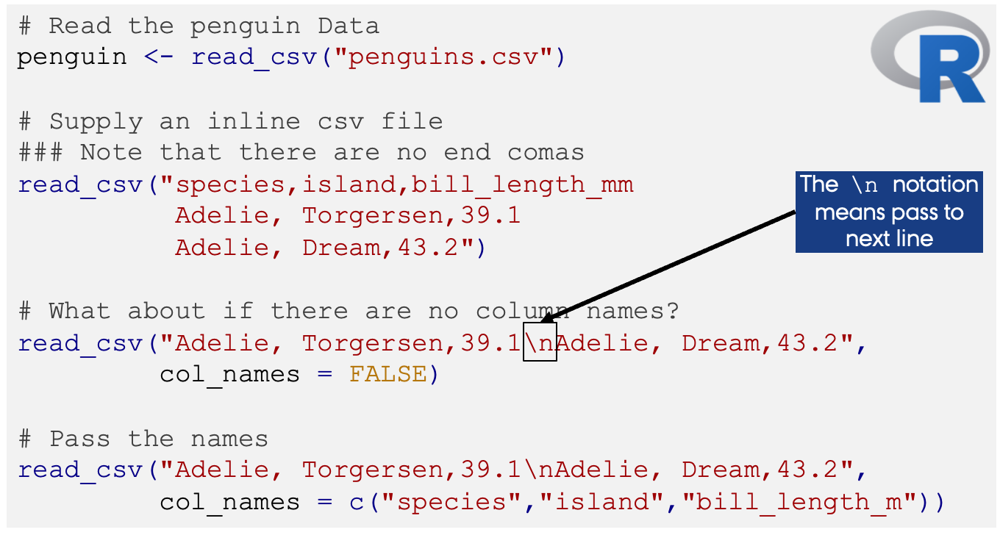 # Read the penguin Data
penguin <- read_csv("penguins.csv")
R
# Supply an inline csv file
### Note that there are no end comas
read_csv("species,island,bill_length_mm
Adelie, Torgersen,39.1
Adelie, Dream,43.2")
The \n notation
means pass to
next line
# What about if there are no column names?
read_csv("Adelie, Torgersen,39.1\nAdelie, Dream,43.2",
col_names = FALSE)
# Pass the names
read_csv("Adelie, Torgersen,39.1\nAdelie, Dream,43.2",
col_names = c("species","island","bill_length_m"))